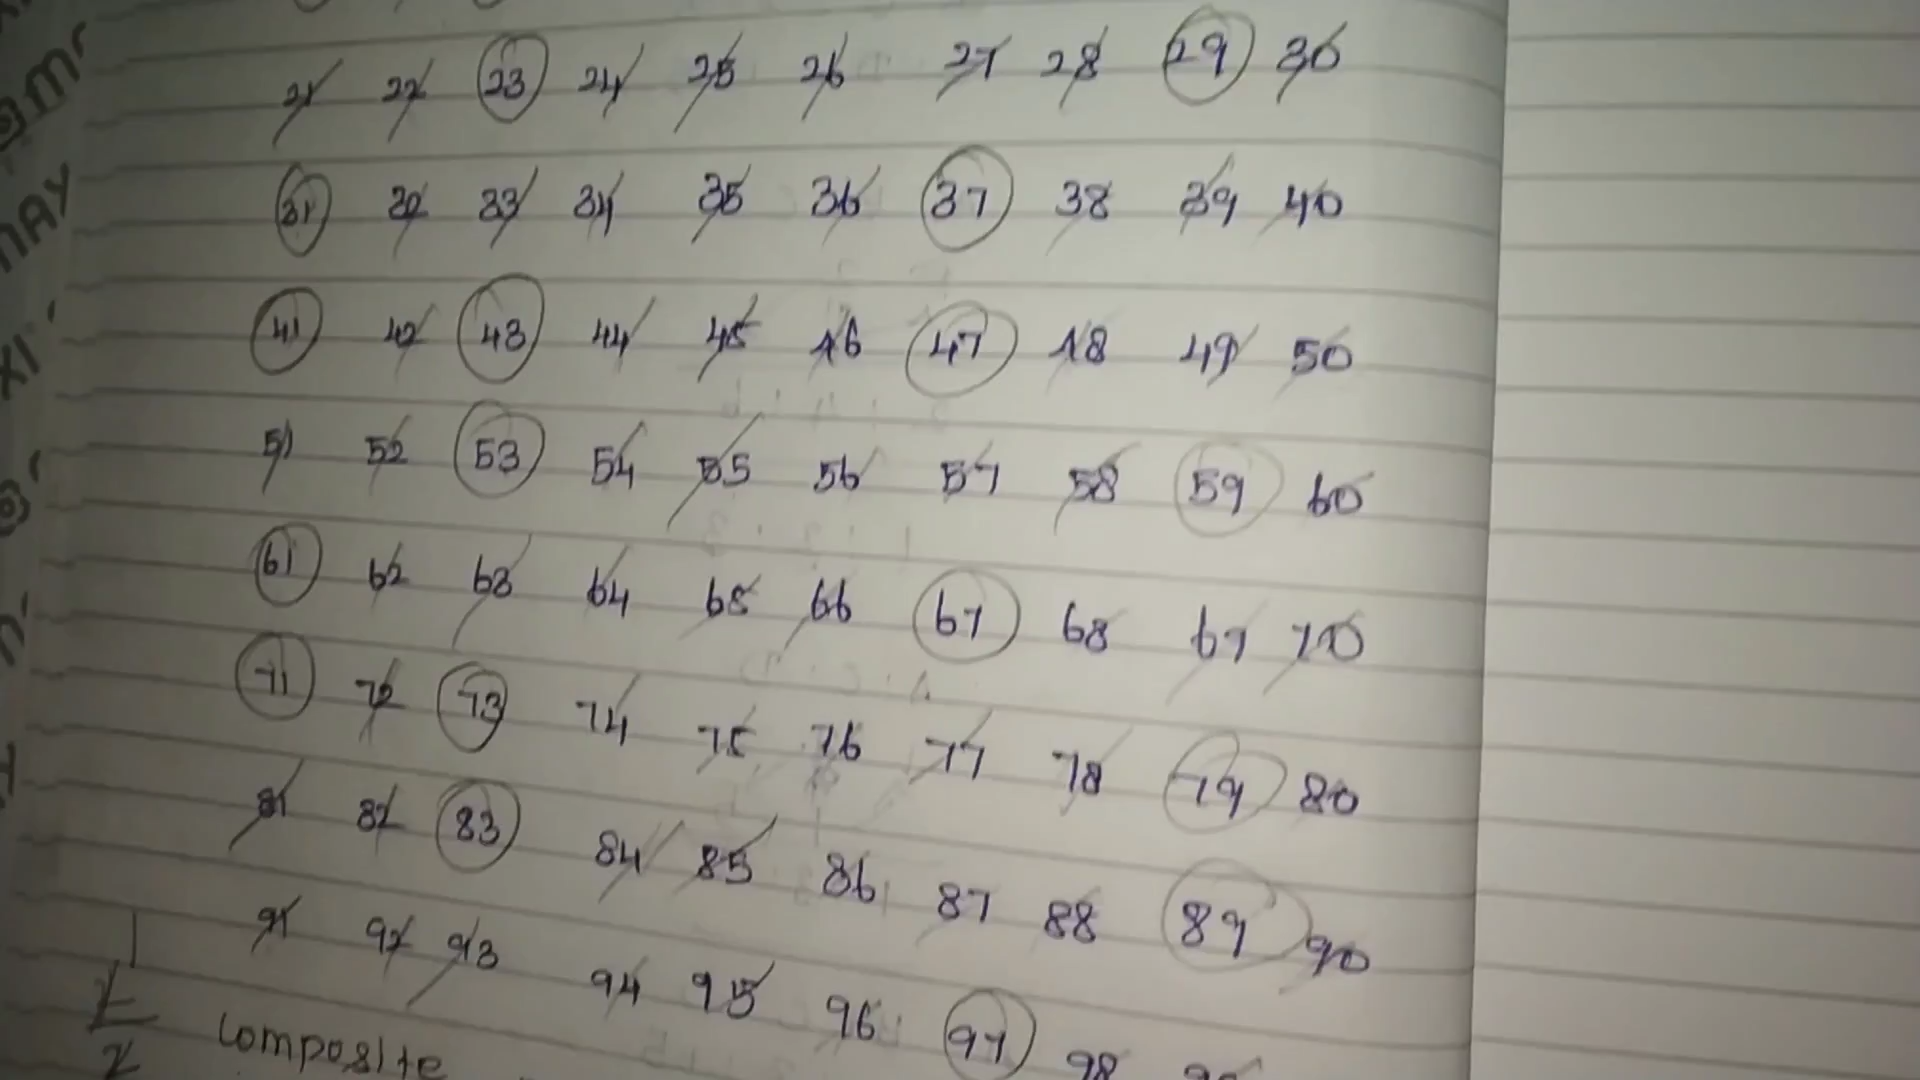 21 22 23 24 25 26 27 28 29 30
31 32 33 34 35 36 37 38 39 40
41 42 43 44 45 46 47 48 49 50
51 52 53 54 55 56 57 58 59 60
61 62 63 64 65 66 67 68 67 70
71 72 73 74 75 76 77 78 79 80
81 82 83 84 85 86 87 88 89 90
91 92 93 94 95 96 97 98
composite